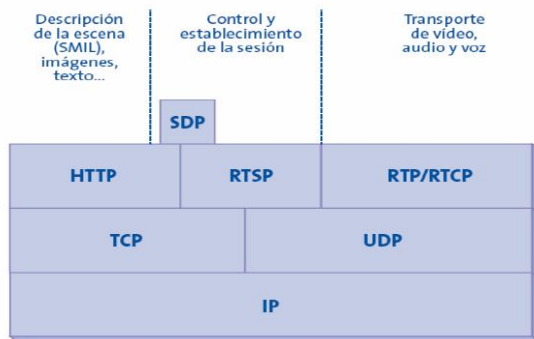 Descripción
de la escena
(SMIL),
imágenes,
texto...
Control y
establecimiento
de la sesión
Transporte
de vídeo,
audio y voz
SDP
HTTP
RTSP
RTP/RTCP
TCP
UDP
IP